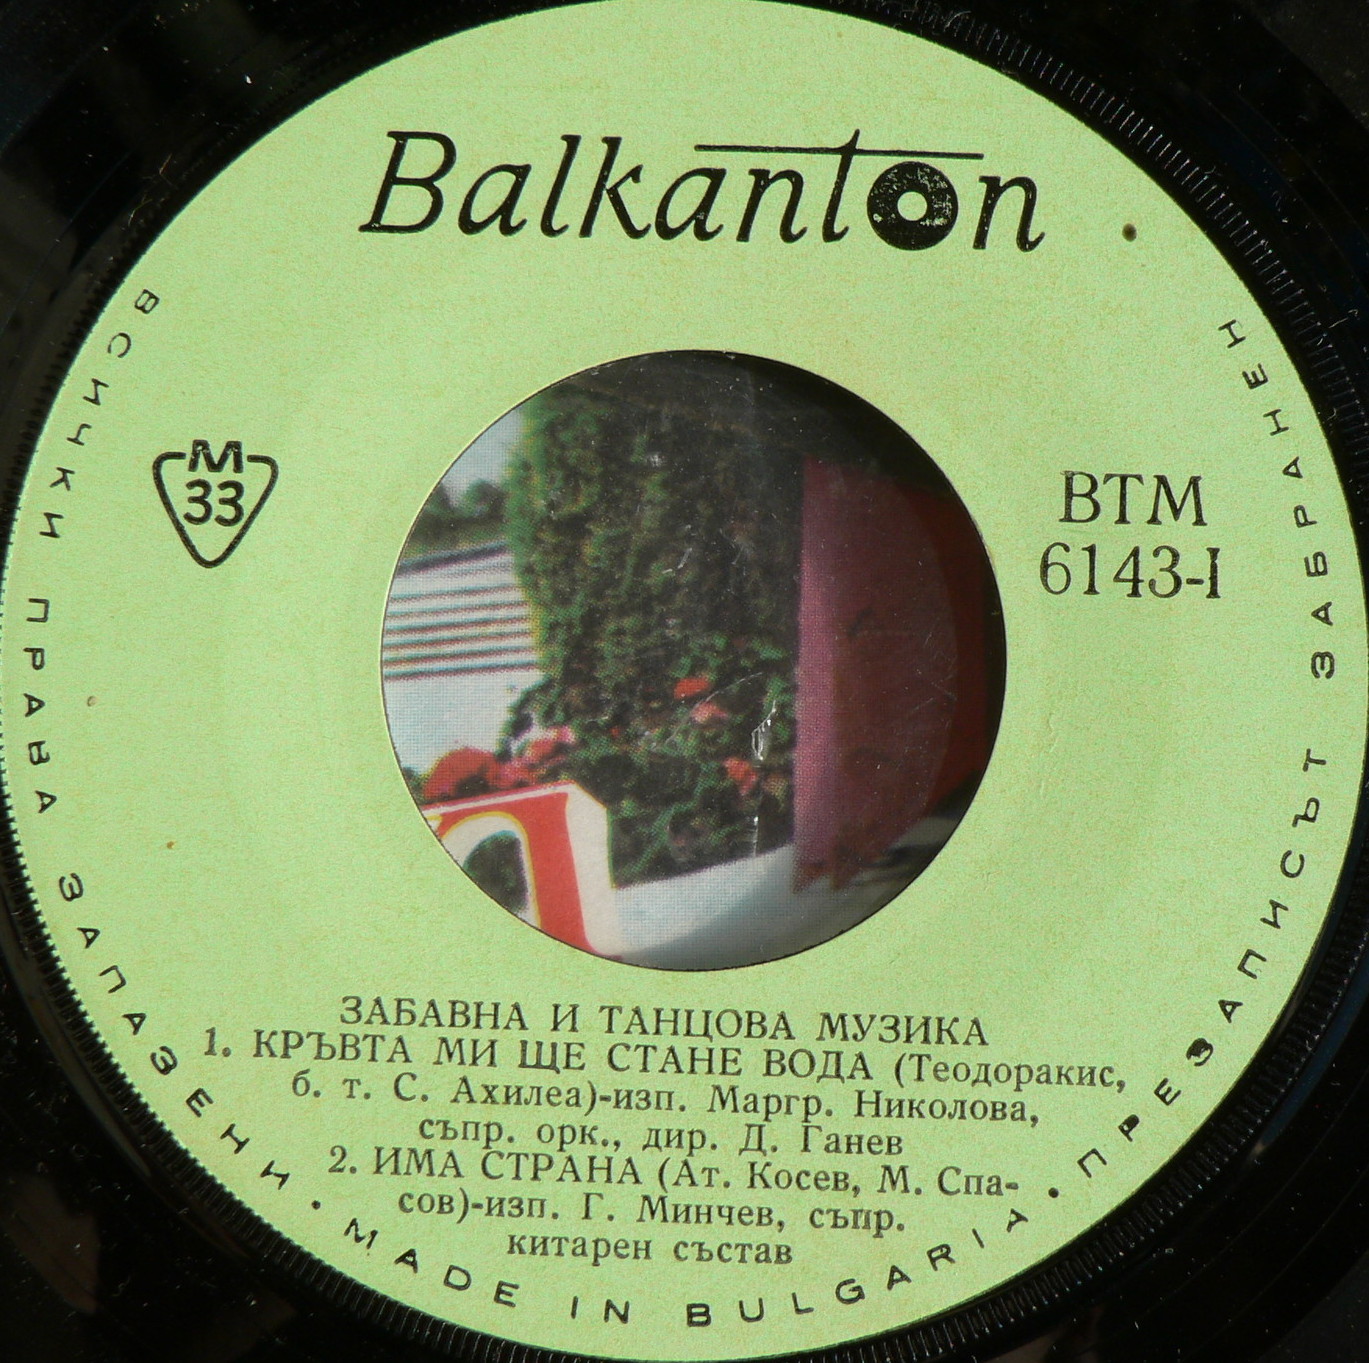 Balkanton
М
33
ВТМ
6143-I
ЗАБАВНА И ТАНЦОВА МУЗИКА
1. КРЪВТА МИ ЩЕ СТАНЕ ВОДА (Теодоракис,
б. т. С. Ахилеа)-изп. Маргр. Николова,
съпр. орк., дир. Д. Ганев
2. ИМА СТРАНА (Ат. Косев, М. Спа-
сов)-изп. Г. Минчев, съпр.
китарен състав
ВСИЧКИ ПРАВА ЗАПАЗЕНИ · MADE IN BULGARIA · ПРЕЗАПИСЪТ ЗАБРАНЕН